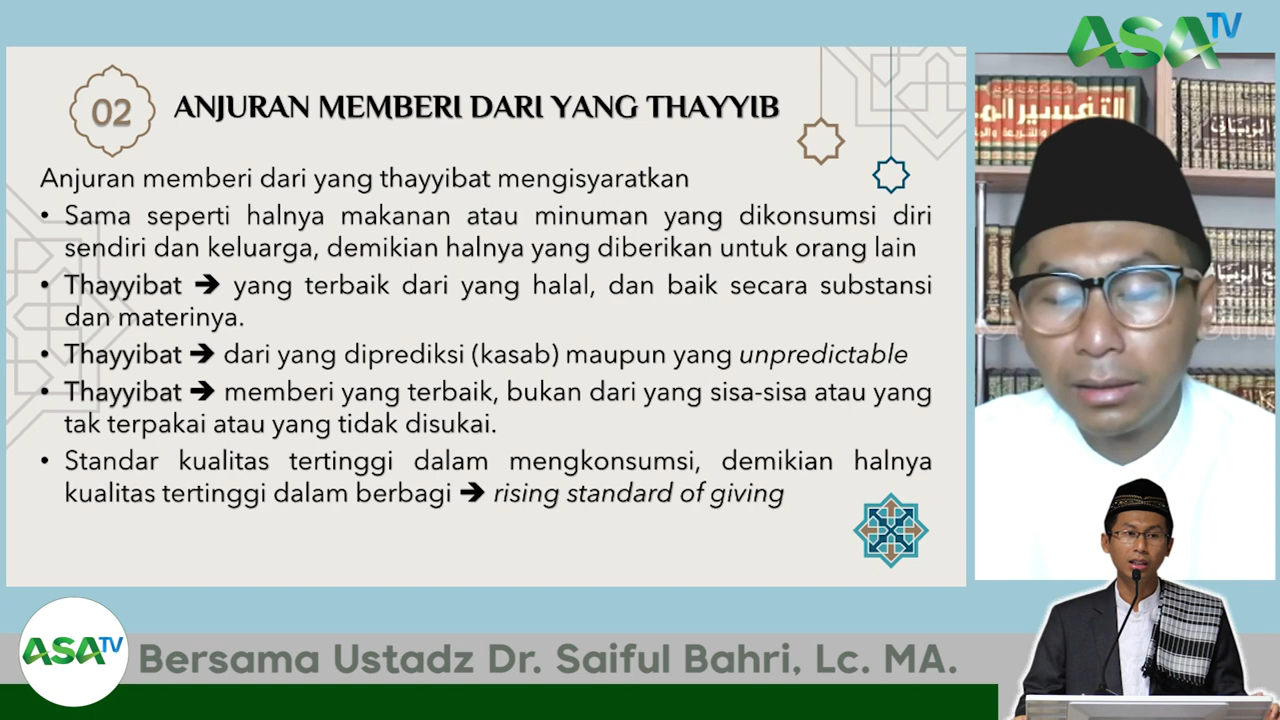 ASA TV
02
ANJURAN MEMBERI DARI YANG THAYYIB
Anjuran memberi dari yang thayyibat mengisyaratkan
• Sama seperti halnya makanan atau minuman yang dikonsumsi diri
sendiri dan keluarga, demikian halnya yang diberikan untuk orang lain
• Thayyibat ➔ yang terbaik dari yang halal, dan baik secara substansi
dan materinya.
• Thayyibat ➔ dari yang diprediksi (kasab) maupun yang unpredictable
• Thayyibat ➔ memberi yang terbaik, bukan dari yang sisa-sisa atau yang
tak terpakai atau yang tidak disukai.
• Standar kualitas tertinggi dalam mengkonsumsi, demikian halnya
kualitas tertinggi dalam berbagi ➔ rising standard of giving
ASA TV
Bersama Ustadz Dr. Saiful Bahri, Lc. MA.